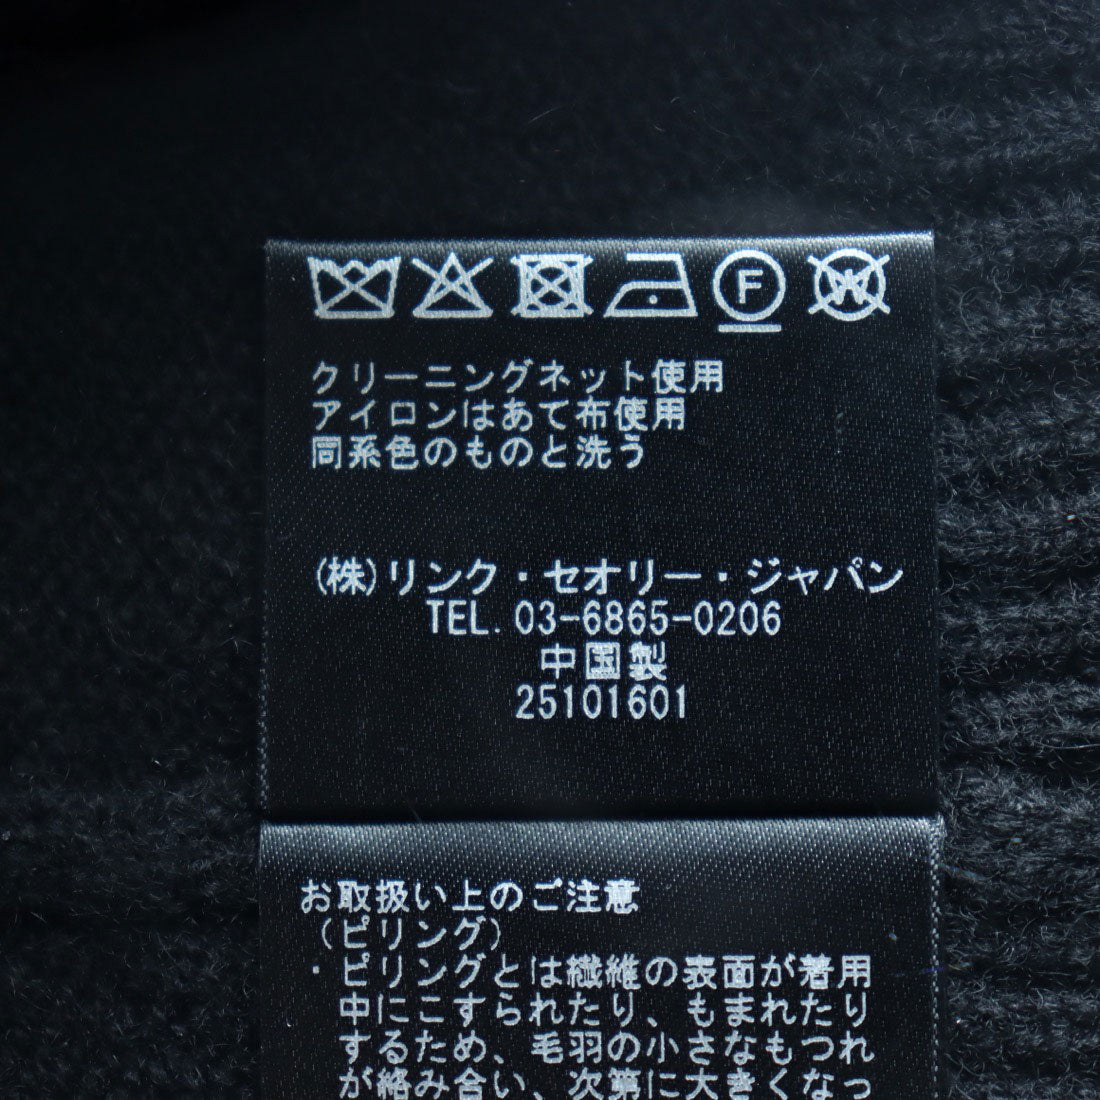 F W
クリーニングネット使用
アイロンはあて布使用
同系色のものと洗う
(株)リンク・セオリー・ジャパン
TEL. 03-6865-0206
中国製
25101601
お取扱い上のご注意
（ピリング）
・ピリングとは繊維の表面が着用
中にこすられたり、もまれたり
するため、毛羽の小さなもつれ
が絡み合い、次第に大きくなっ